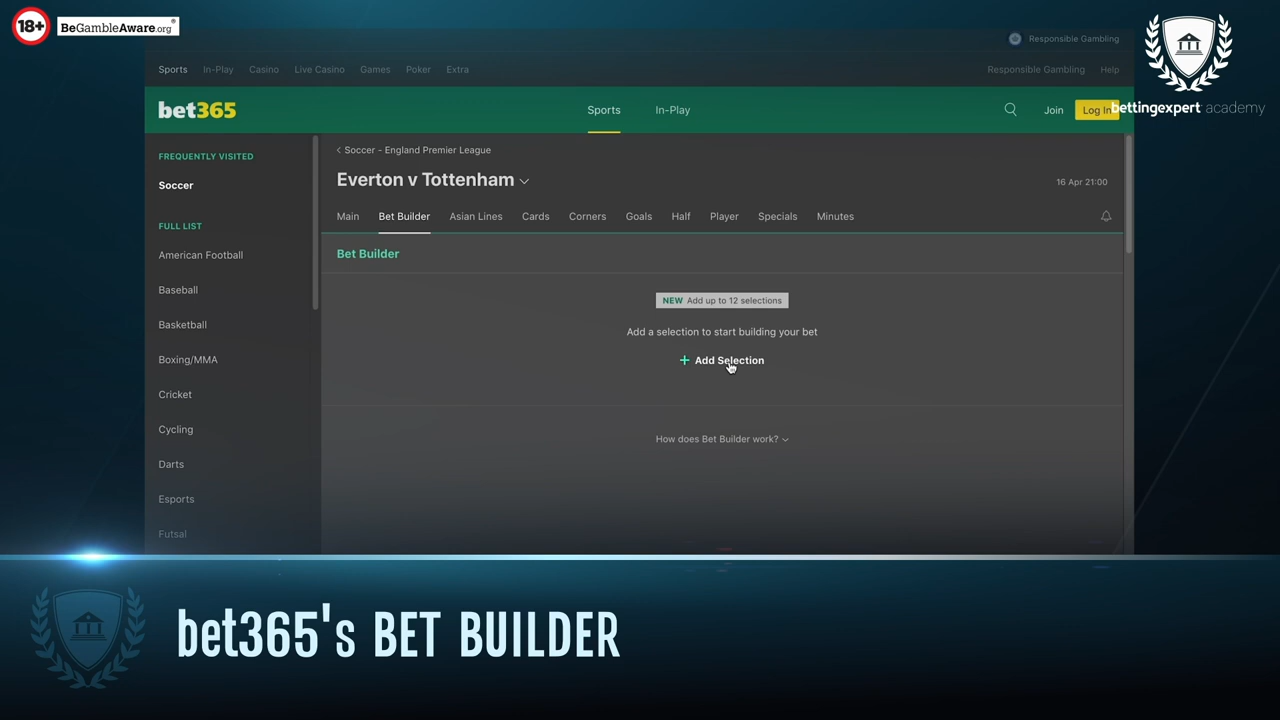 18+
BeGambleAware.org®
Responsible Gambling
Sports In-Play Casino Live Casino Games Poker Extra
Responsible Gambling Help
bet365
Sports In-Play
Join Log In
bettingexpert academy
FREQUENTLY VISITED
Soccer
FULL LIST
American Football
Baseball
Basketball
Boxing/MMA
Cricket
Cycling
Darts
Esports
Futsal
Soccer - England Premier League
Everton v Tottenham
16 Apr 21:00
Main Bet Builder Asian Lines Cards Corners Goals Half Player Specials Minutes
Bet Builder
NEW Add up to 12 selections
Add a selection to start building your bet
+ Add Selection
How does Bet Builder work?
bet365's BET BUILDER